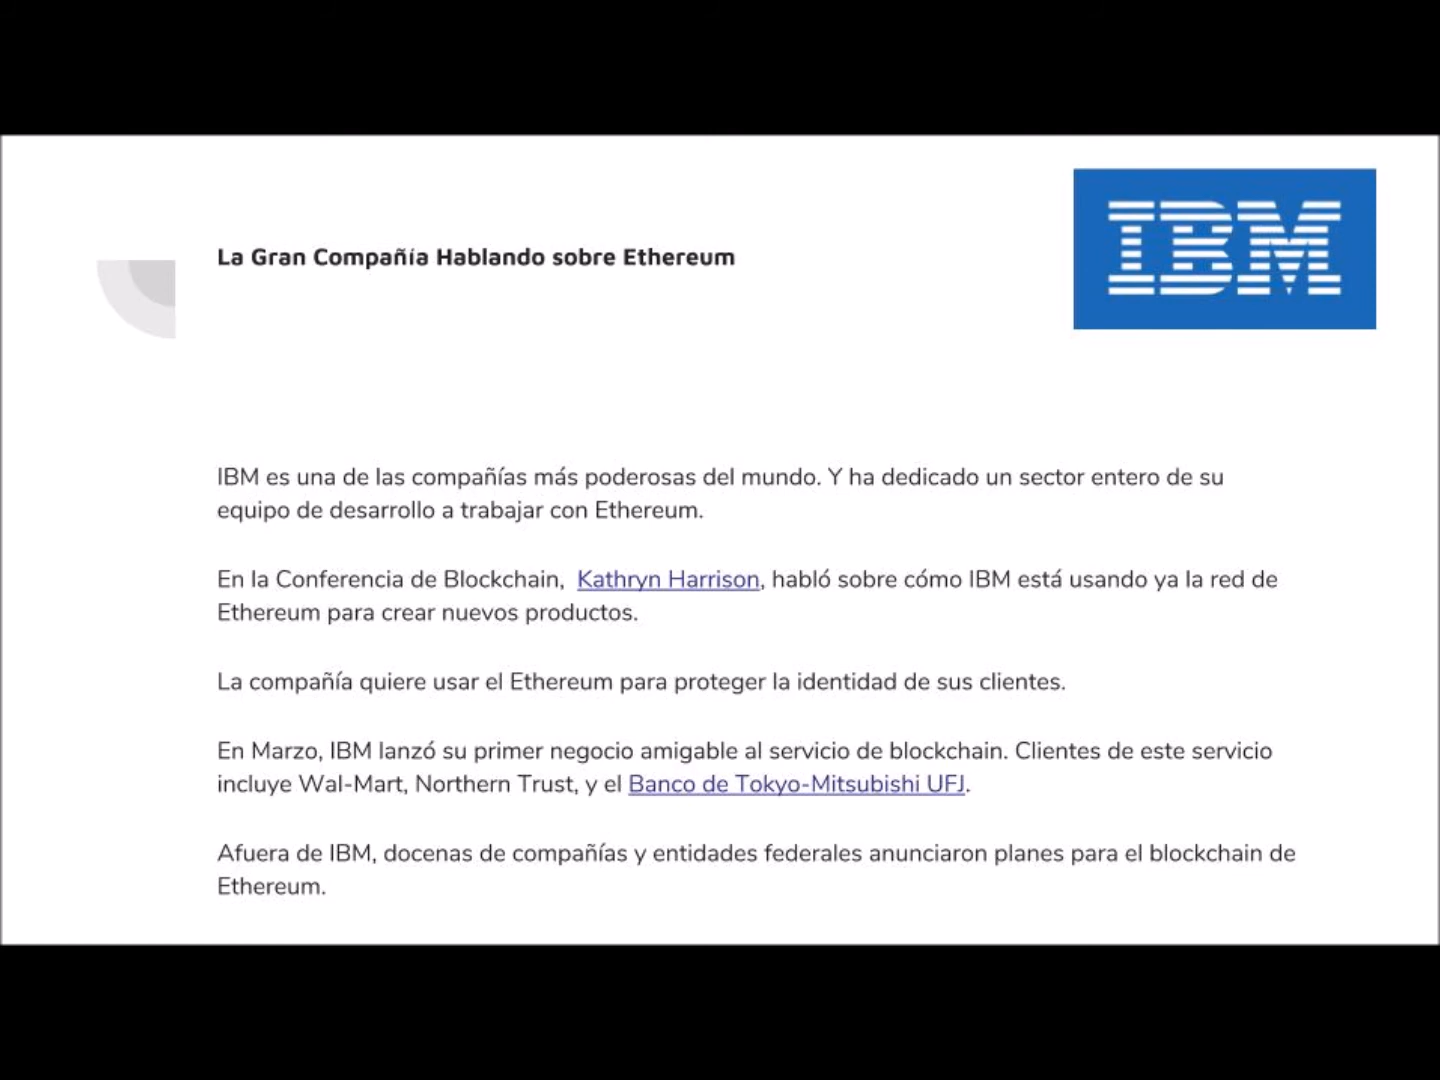 IBM
La Gran Compañía Hablando sobre Ethereum
IBM es una de las compañías más poderosas del mundo. Y ha dedicado un sector entero de su
equipo de desarrollo a trabajar con Ethereum.
En la Conferencia de Blockchain, Kathryn Harrison, habló sobre cómo IBM está usando ya la red de
Ethereum para crear nuevos productos.
La compañía quiere usar el Ethereum para proteger la identidad de sus clientes.
En Marzo, IBM lanzó su primer negocio amigable al servicio de blockchain. Clientes de este servicio
incluye Wal-Mart, Northern Trust, y el Banco de Tokyo-Mitsubishi UFJ.
Afuera de IBM, docenas de compañías y entidades federales anunciaron planes para el blockchain de
Ethereum.